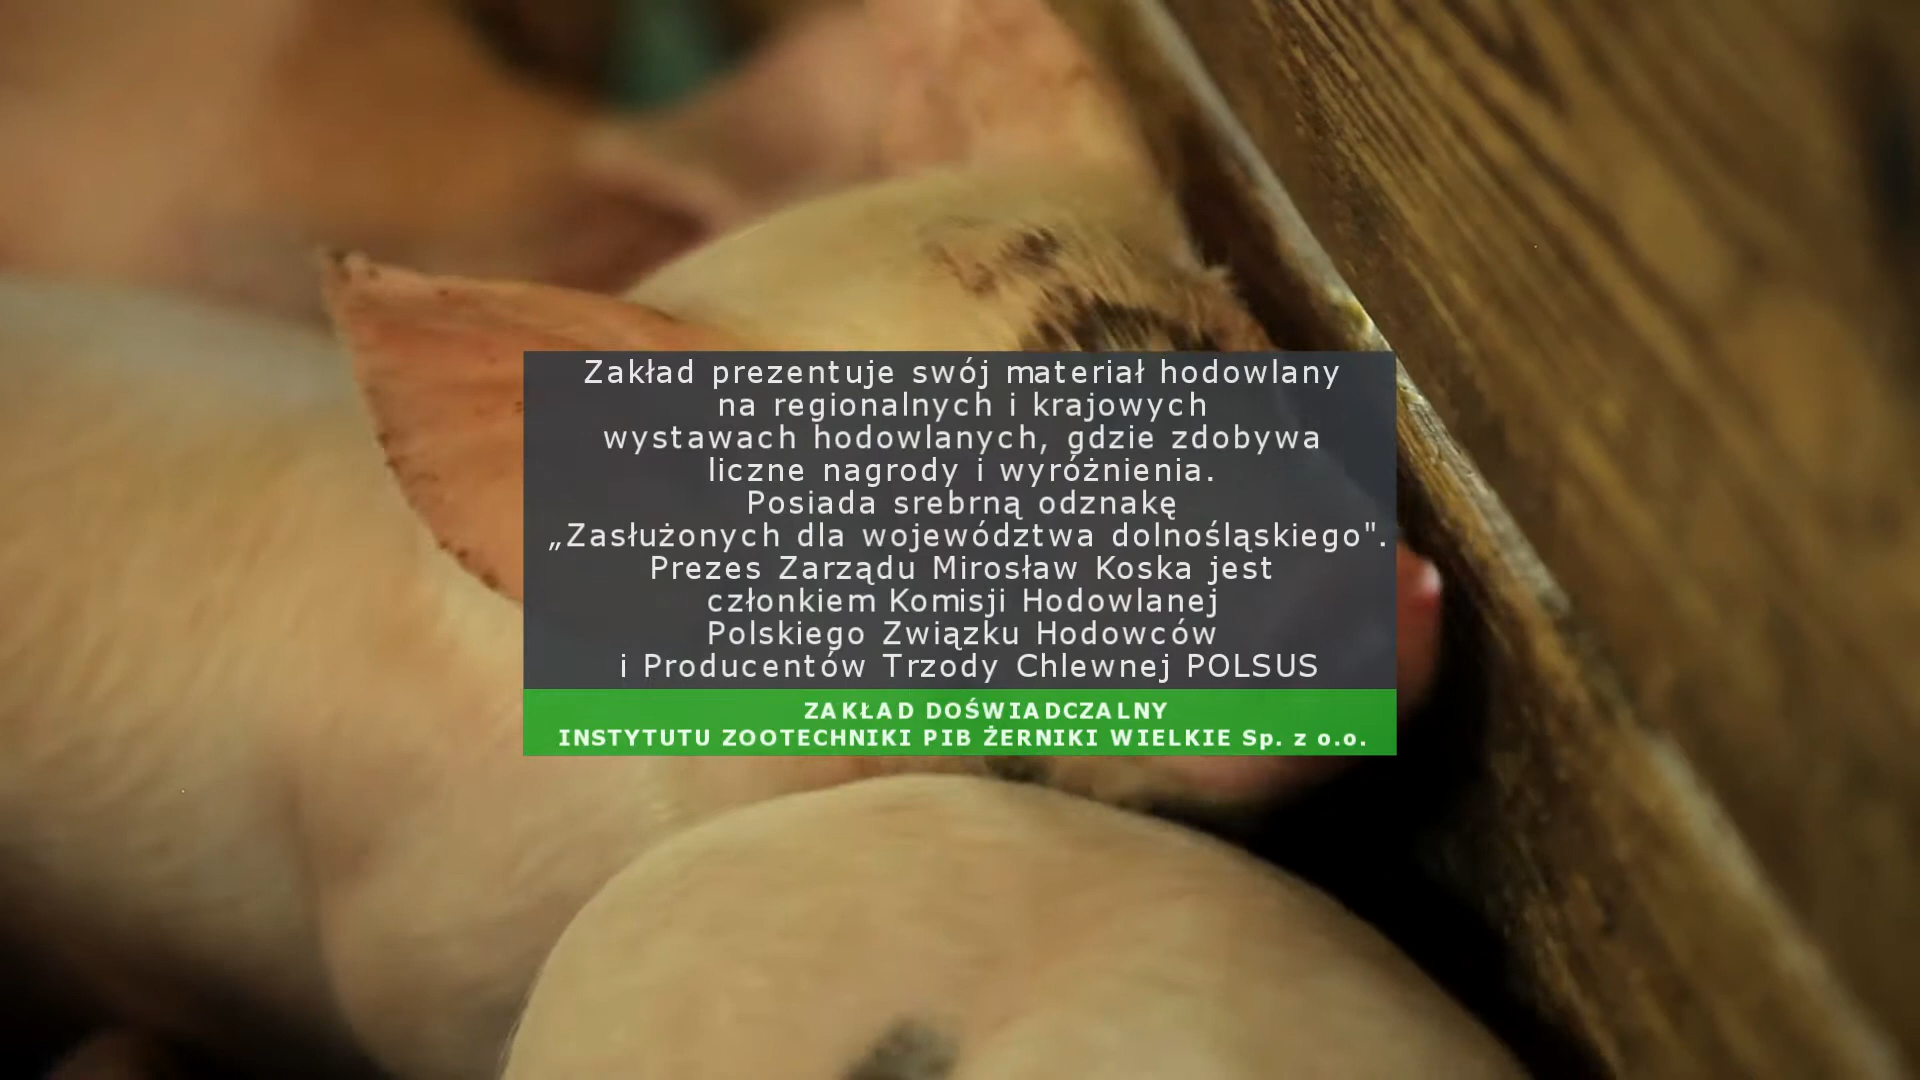 Zakład prezentuje swój materiał hodowlany
na regionalnych i krajowych
wystawach hodowlanych, gdzie zdobywa
liczne nagrody i wyróżnienia.
Posiada srebrną odznakę
„Zasłużonych dla województwa dolnośląskiego".
Prezes Zarządu Mirosław Koska jest
członkiem Komisji Hodowlanej
Polskiego Związku Hodowców
i Producentów Trzody Chlewnej POLSUS
ZAKŁAD DOŚWIADCZALNY
INSTYTUTU ZOOTECHNIKI PIB ŻERNIKI WIELKIE Sp. z o.o.